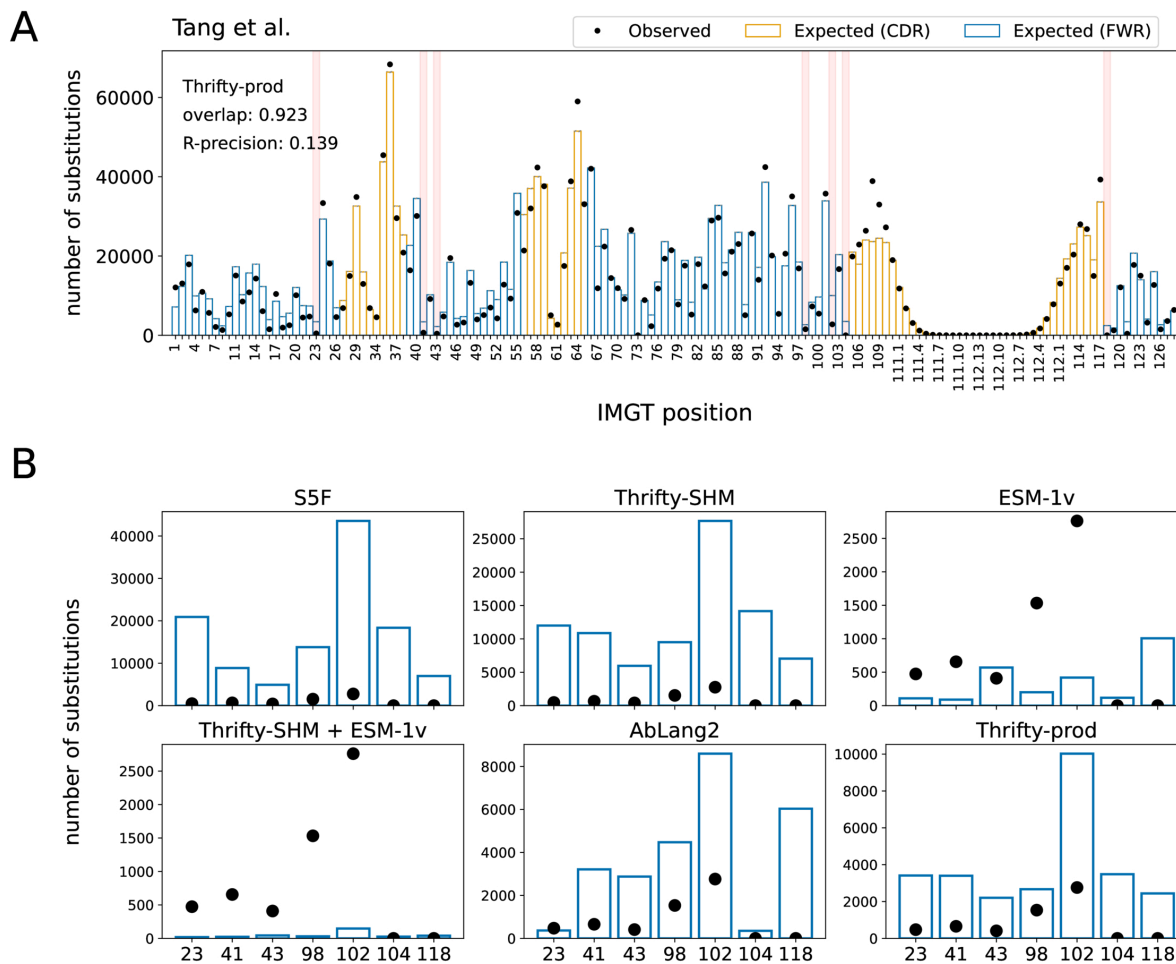 A
Tang et al.
Observed
Expected (CDR)
Expected (FWR)
Thrifty-prod
overlap: 0.923
R-precision: 0.139
number of substitutions
60000
40000
20000
0
1 4 7 11 14 17 20 23 26 29 31 34 37 40 43 46 49 52 55 58 61 64 67 70 73 76 79 82 85 88 91 94 97 100 103 106 109 111.1 111.4 111.7 111.10 112.13 112.10 112.7 112.4 112.1 114 117 120 123 126
IMGT position
B
number of substitutions
S5F
40000
30000
20000
10000
0
Thrifty-SHM
25000
20000
15000
10000
5000
0
ESM-1v
2500
2000
1500
1000
500
0
number of substitutions
Thrifty-SHM + ESM-1v
2500
2000
1500
1000
500
0
23 41 43 98 102 104 118
AbLang2
8000
6000
4000
2000
0
23 41 43 98 102 104 118
Thrifty-prod
10000
8000
6000
4000
2000
0
23 41 43 98 102 104 118